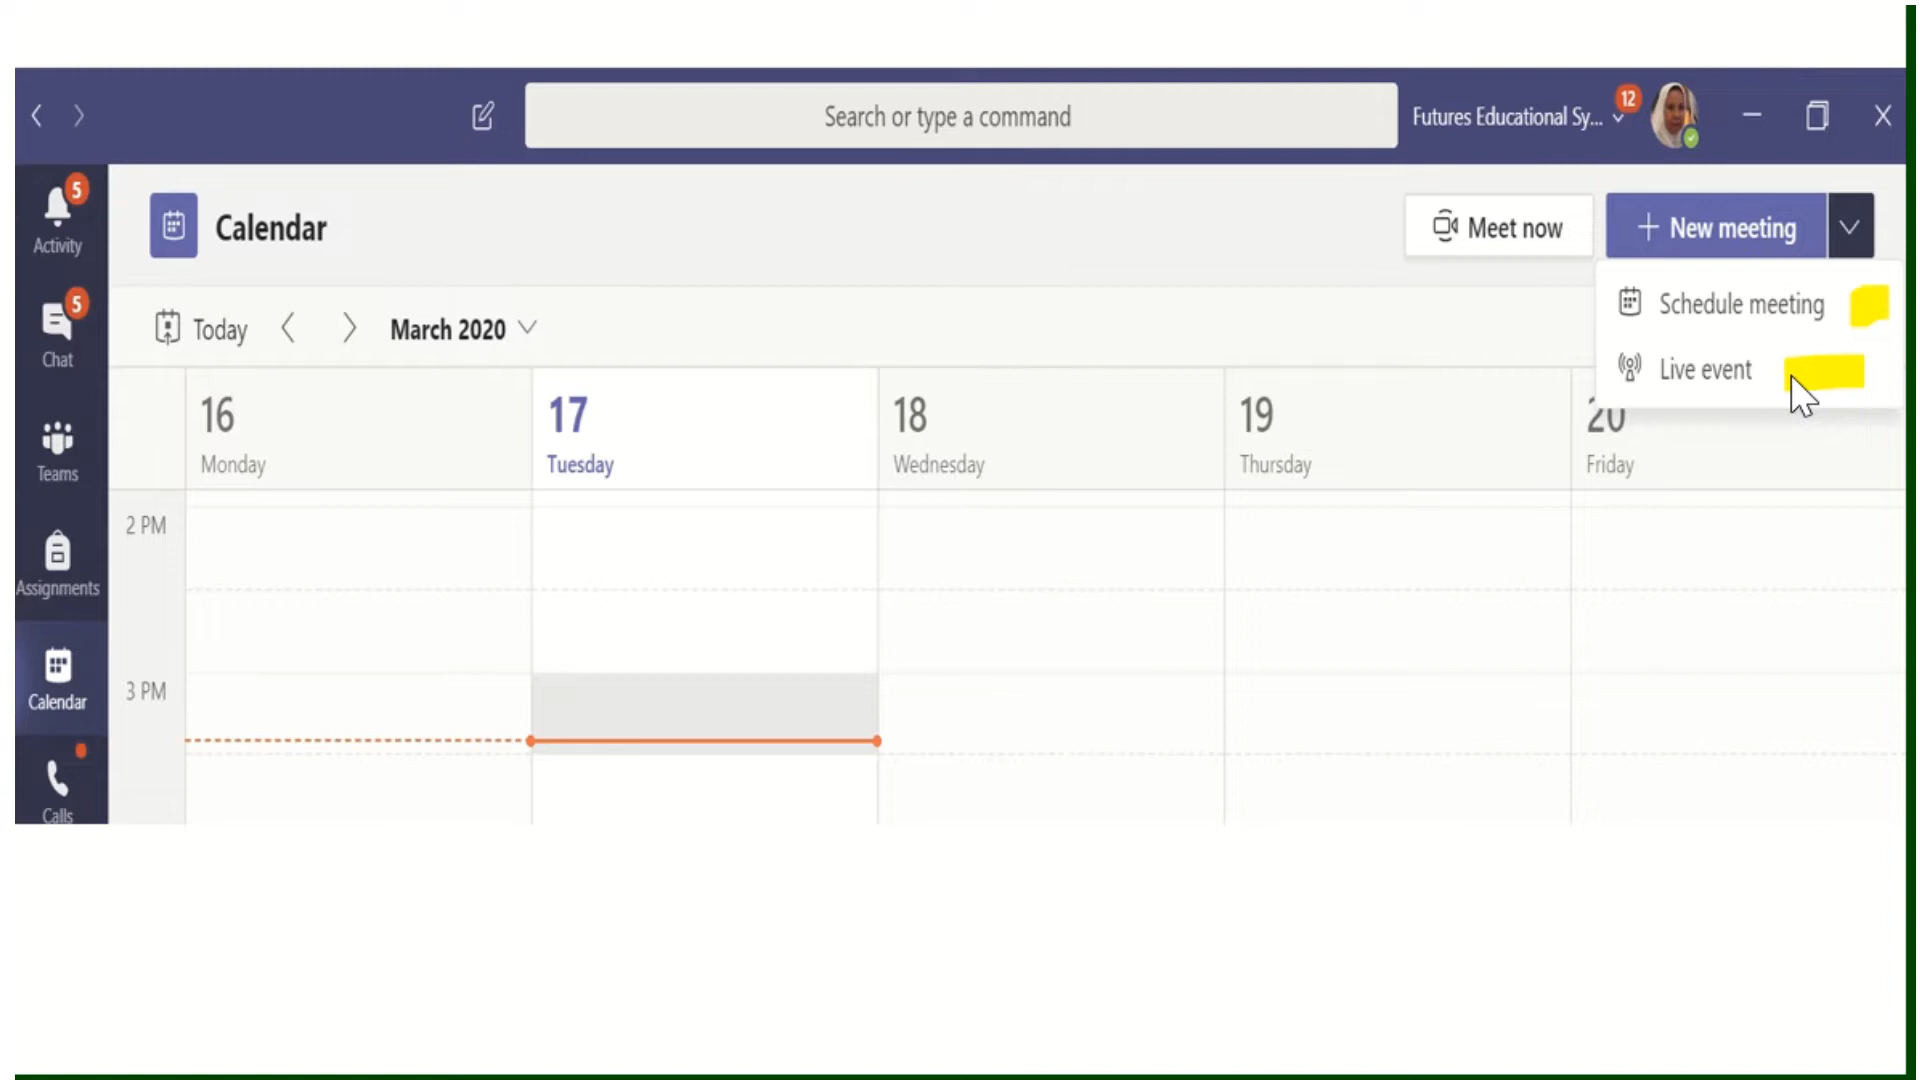 Search or type a command
Futures Educational Sy...
12
5
Activity
Calendar
Meet now
New meeting
Schedule meeting
Live event
5
Chat
Today
March 2020
16
17
18
19
20
Monday
Tuesday
Wednesday
Thursday
Friday
Teams
2 PM
Assignments
3 PM
Calendar
Calls